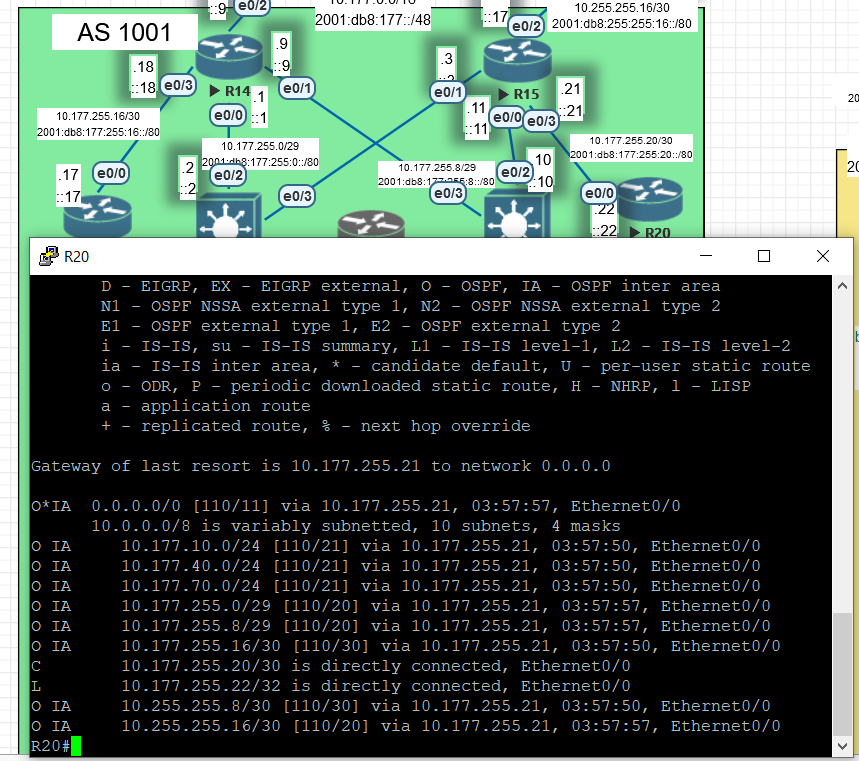 ::9
e0/2
10.177.0.0/16
2001:db8:177::/48
::17
e0/2
10.255.255.16/30
2001:db8:255:255:16::/80
AS 1001
.9
::9
.18
::18
e0/3
R14
e0/1
.3
e0/1
R15
.21
::21
.1
::1
e0/0
.11
::11
e0/0
e0/3
10.177.255.16/30
2001:db8:177:255:16::/80
10.177.255.0/29
2001:db8:177:255:0::/80
10.177.255.20/30
2001:db8:177:255:20::/80
.17
::17
e0/0
.2
::2
e0/2
e0/3
10.177.255.8/29
2001:db8:177:255:8::/80
e0/3
e0/2
.10
::10
e0/0
.22
::22
R20
20
20
R20
D - EIGRP, EX - EIGRP external, O - OSPF, IA - OSPF inter area
N1 - OSPF NSSA external type 1, N2 - OSPF NSSA external type 2
E1 - OSPF external type 1, E2 - OSPF external type 2
i - IS-IS, su - IS-IS summary, L1 - IS-IS level-1, L2 - IS-IS level-2
ia - IS-IS inter area, * - candidate default, U - per-user static route
o - ODR, P - periodic downloaded static route, H - NHRP, l - LISP
a - application route
+ - replicated route, % - next hop override
Gateway of last resort is 10.177.255.21 to network 0.0.0.0
O*IA 0.0.0.0/0 [110/11] via 10.177.255.21, 03:57:57, Ethernet0/0
10.0.0.0/8 is variably subnetted, 10 subnets, 4 masks
O IA 10.177.10.0/24 [110/21] via 10.177.255.21, 03:57:50, Ethernet0/0
O IA 10.177.40.0/24 [110/21] via 10.177.255.21, 03:57:50, Ethernet0/0
O IA 10.177.70.0/24 [110/21] via 10.177.255.21, 03:57:50, Ethernet0/0
O IA 10.177.255.0/29 [110/20] via 10.177.255.21, 03:57:57, Ethernet0/0
O IA 10.177.255.8/29 [110/20] via 10.177.255.21, 03:57:57, Ethernet0/0
O IA 10.177.255.16/30 [110/30] via 10.177.255.21, 03:57:50, Ethernet0/0
C 10.177.255.20/30 is directly connected, Ethernet0/0
L 10.177.255.22/32 is directly connected, Ethernet0/0
O IA 10.255.255.8/30 [110/30] via 10.177.255.21, 03:57:50, Ethernet0/0
O IA 10.255.255.16/30 [110/20] via 10.177.255.21, 03:57:57, Ethernet0/0
R20#